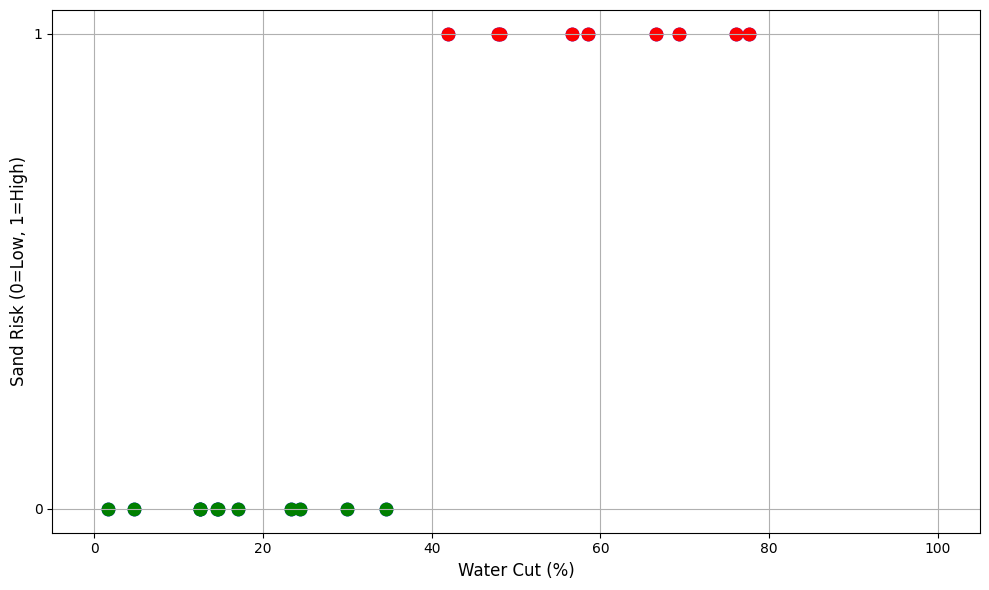 1
0
Sand Risk (0=Low, 1=High)
0 20 40 60 80 100
Water Cut (%)